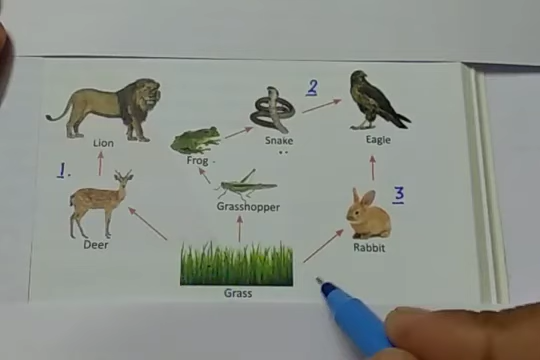 2
Lion
Snake
Eagle
Frog
1.
Grasshopper
3
Deer
Rabbit
Grass